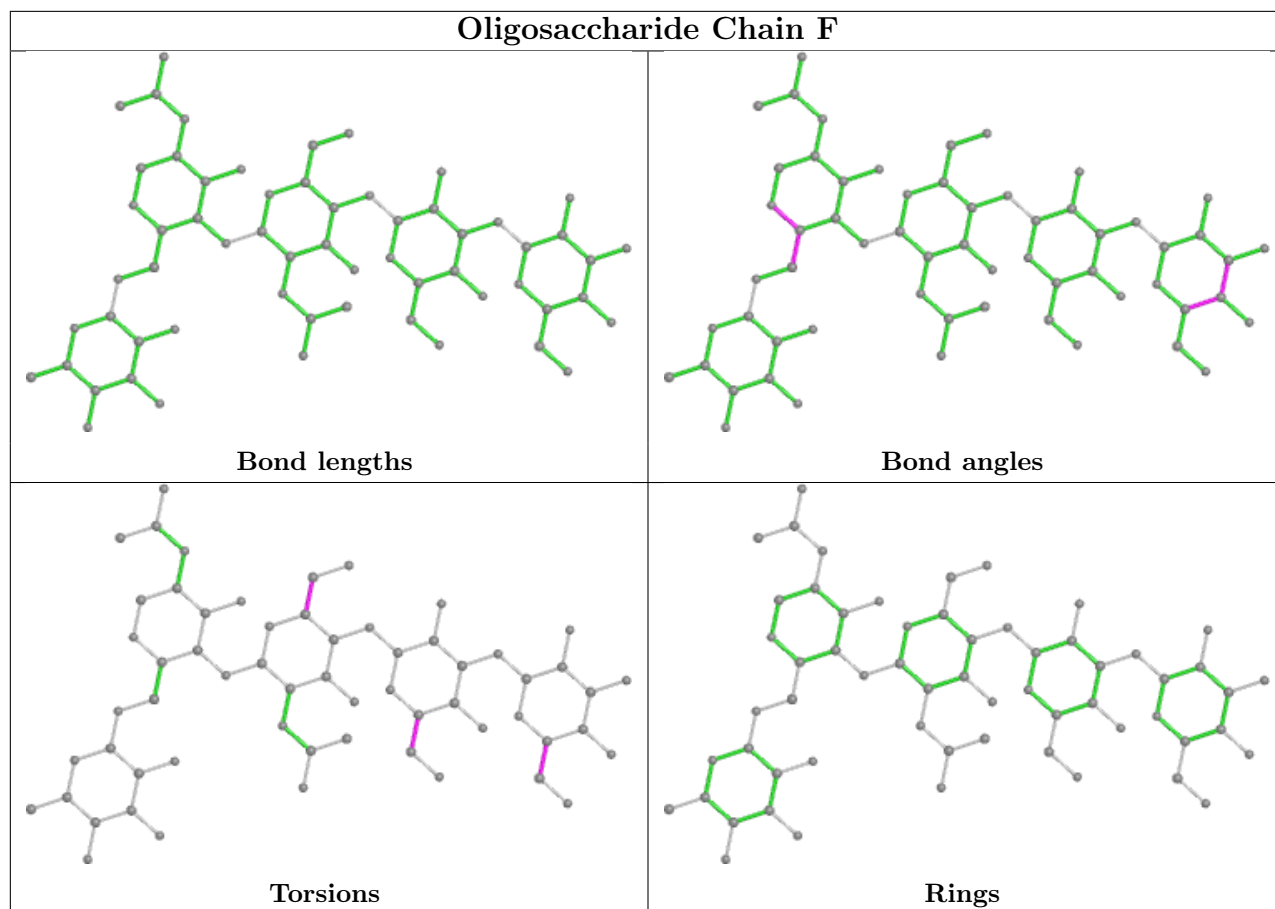 Oligosaccharide Chain F
Bond lengths
Bond angles
Torsions
Rings